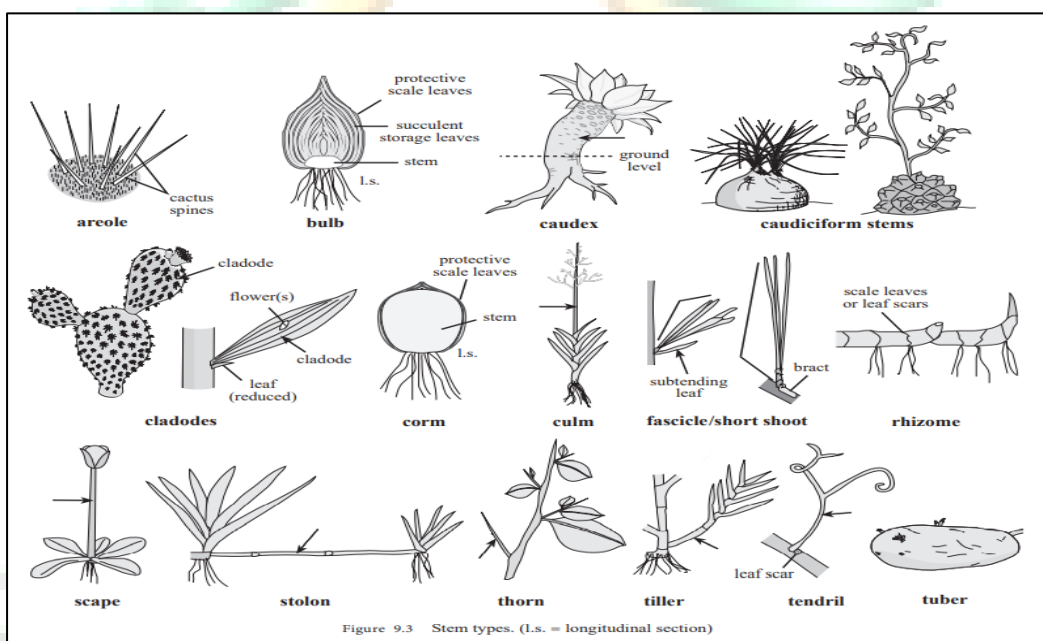 protective
scale leaves
succulent
storage leaves
stem
l.s.
ground
level
cactus
spines
areole
bulb
caudex
caudiciform stems
cladode
flower(s)
cladode
leaf
(reduced)
protective
scale leaves
stem
l.s.
subtending
leaf
bract
scale leaves
or leaf scars
cladodes
corm
culm
fascicle/short shoot
rhizome
leaf scar
scape
stolon
thorn
tiller
tendril
tuber
Figure 9.3 Stem types. (l.s. = longitudinal section)